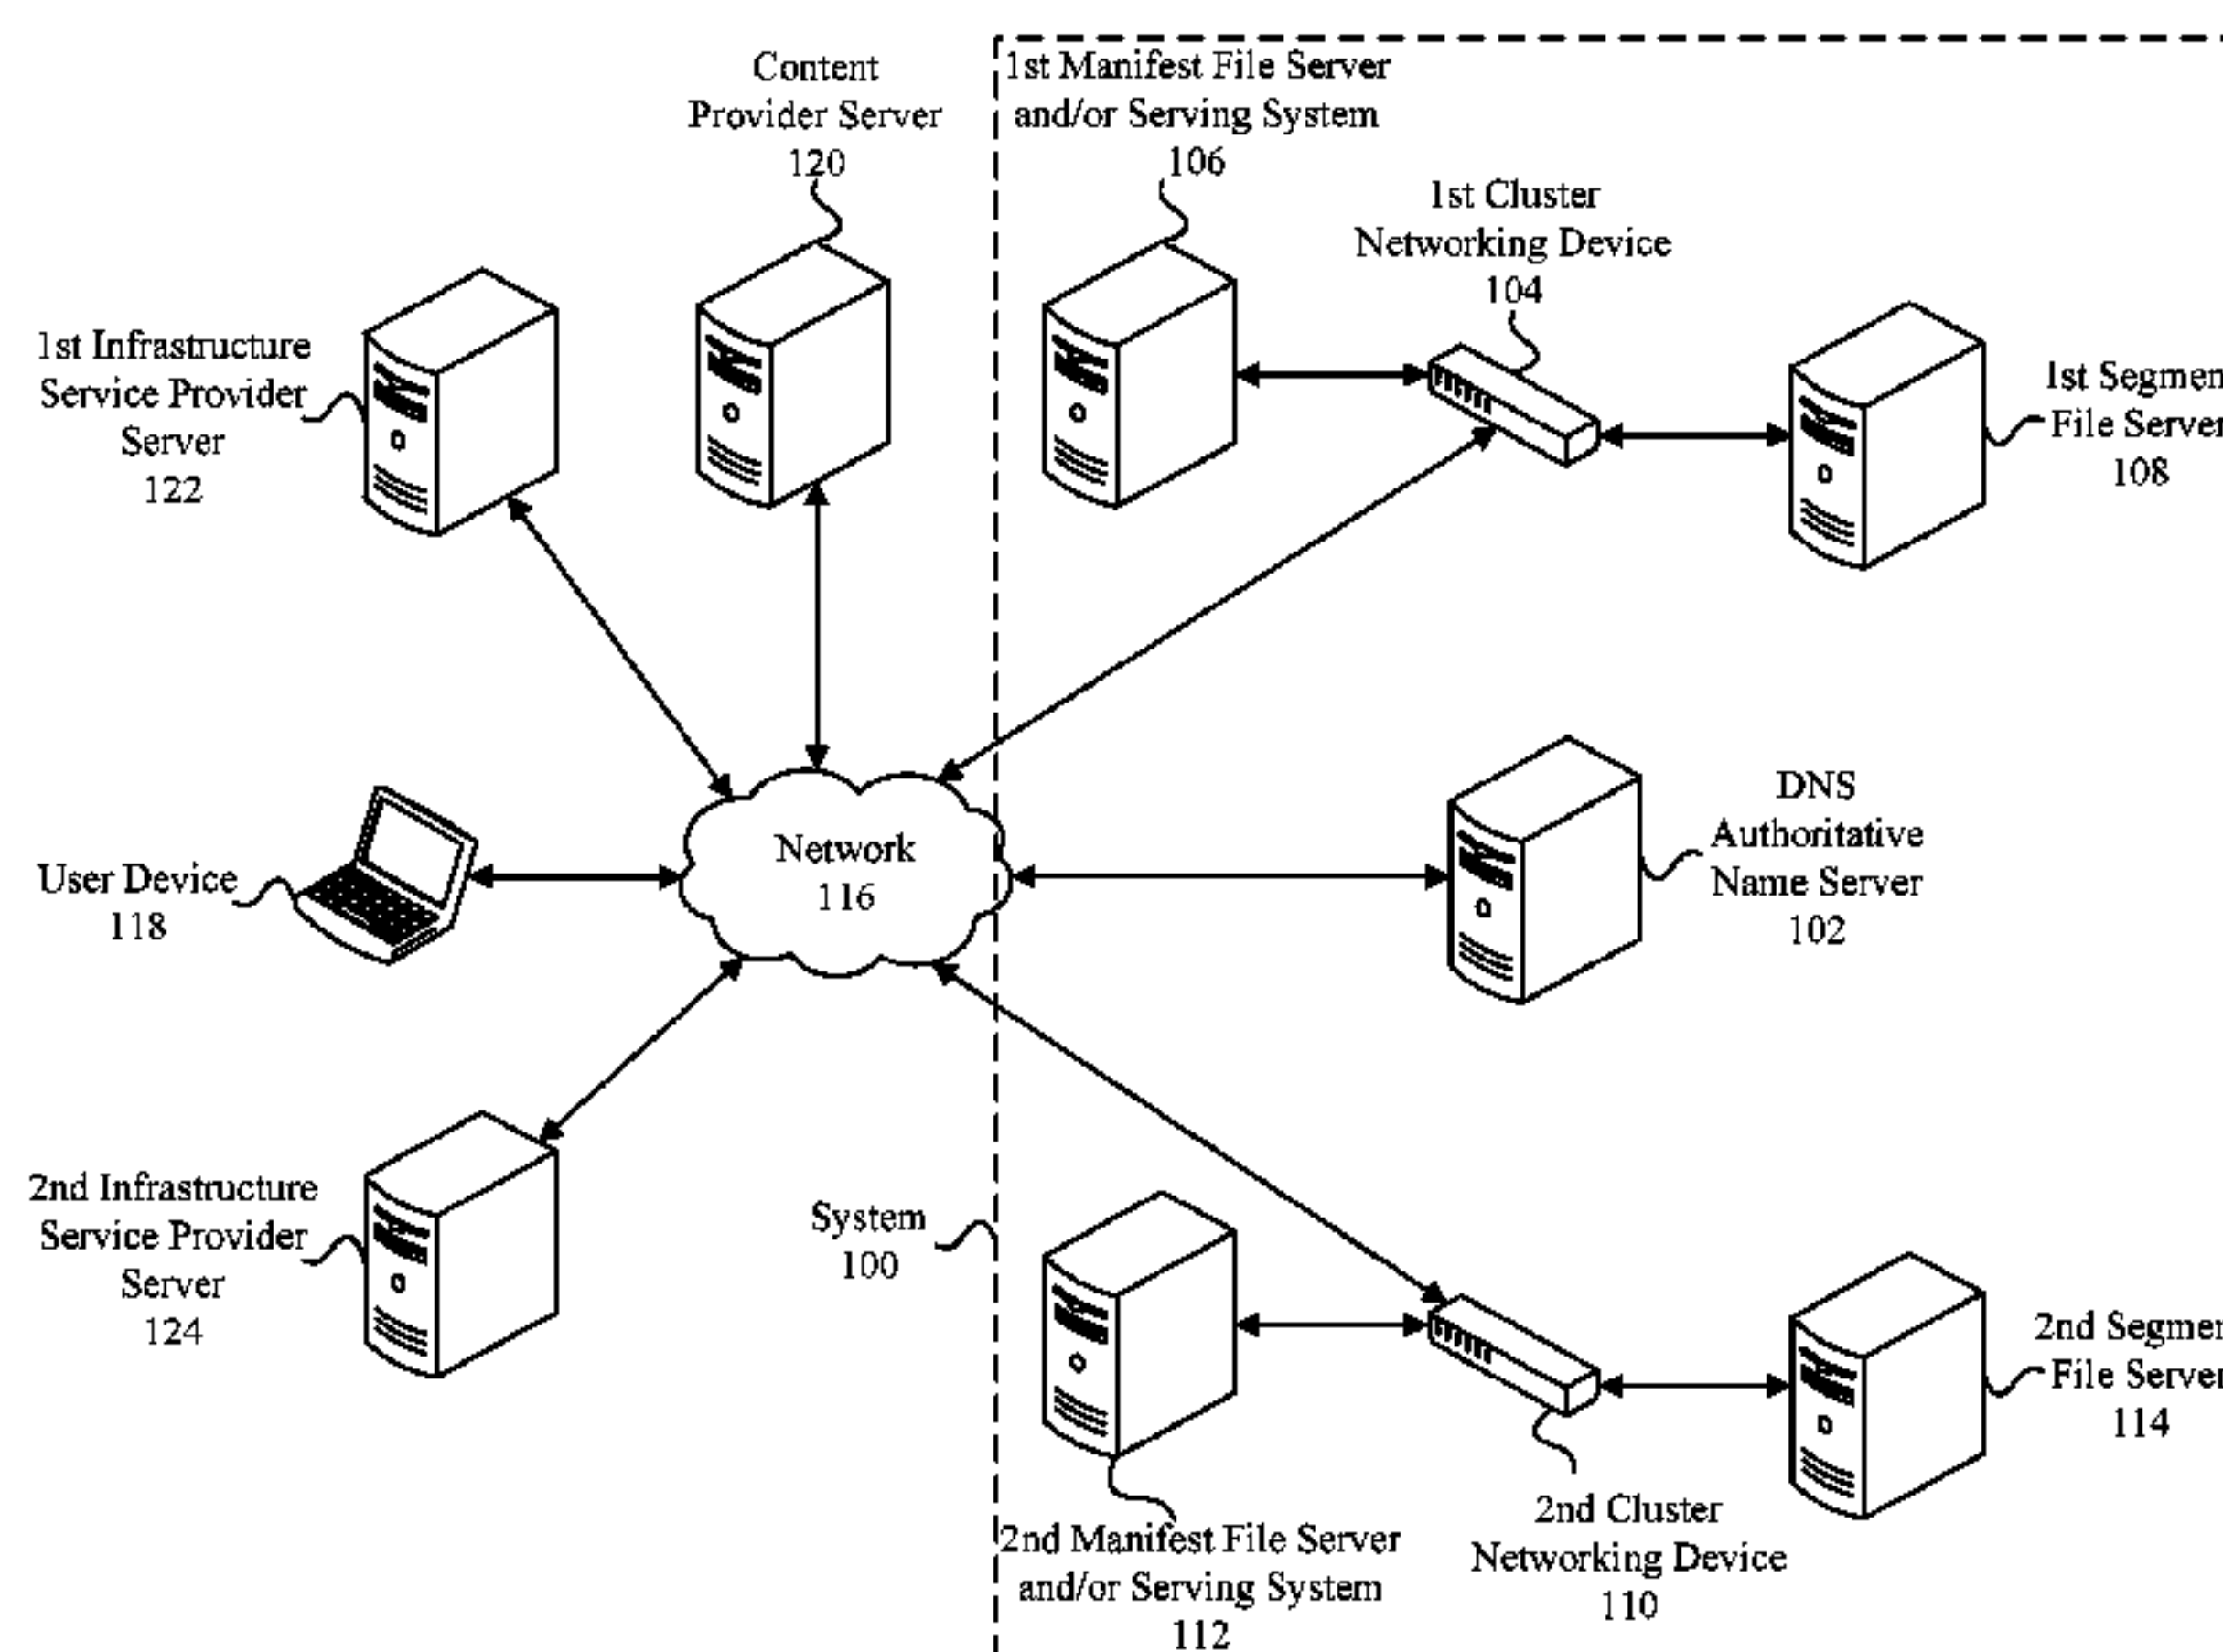 Content
Provider Server
120
1st Manifest File Server
and/or Serving System
106
1st Cluster
Networking Device
104
1st Infrastructure
Service Provider
Server
122
1st Segmen
File Server
108
Network
116
DNS
Authoritative
Name Server
102
User Device
118
2nd Infrastructure
Service Provider
Server
124
System
100
2nd Segmen
File Server
114
2nd Cluster
Networking Device
110
2nd Manifest File Server
and/or Serving System
112